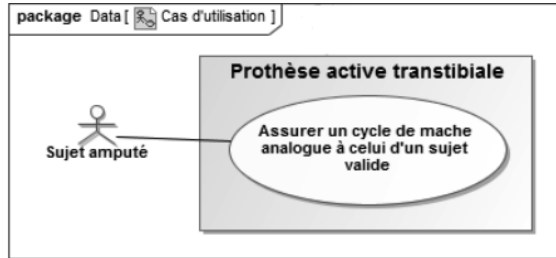 package Data[ Cas d'utilisation ]
Prothèse active transtibiale
Sujet amputé
Assurer un cycle de mache
analogue à celui d'un sujet
valide